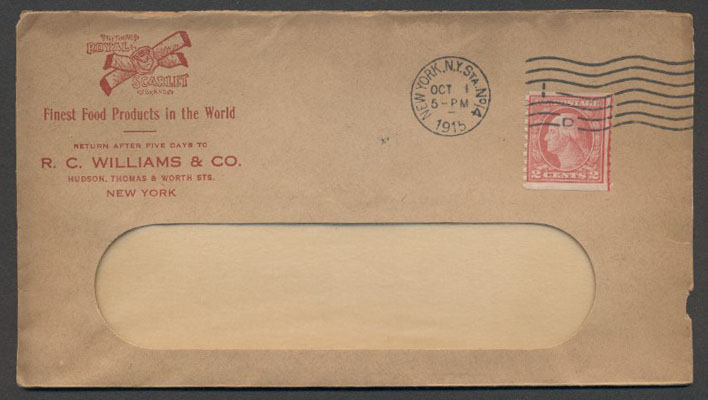 ROYAL
SCARLET
Finest Food Products in the World
RETURN AFTER FIVE DAYS TO
R. C. WILLIAMS & CO.
HUDSON, THOMAS & WORTH STS.
NEW YORK
NEW YORK, N.Y. STA. No 14
OCT 1
5-PM
1915
D
POSTAGE
2 CENTS 2